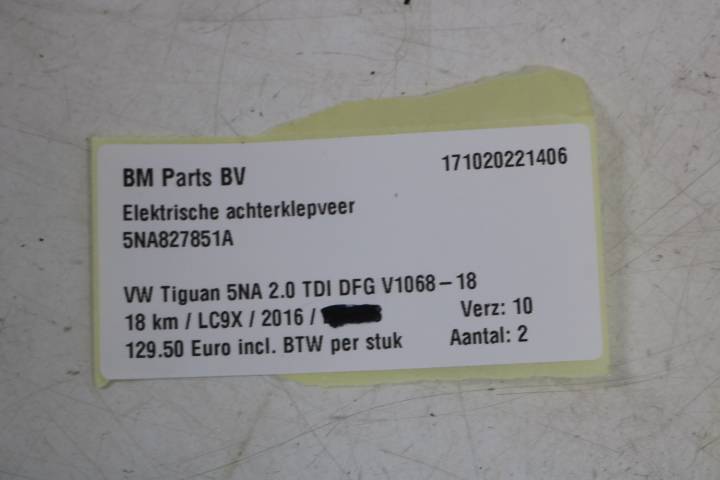 BM Parts BV 171020221406
Elektrische achterklepveer
5NA827851A
VW Tiguan 5NA 2.0 TDI DFG V1068-18
18 km / LC9X / 2016 / Verz: 10
129.50 Euro incl. BTW per stuk Aantal: 2